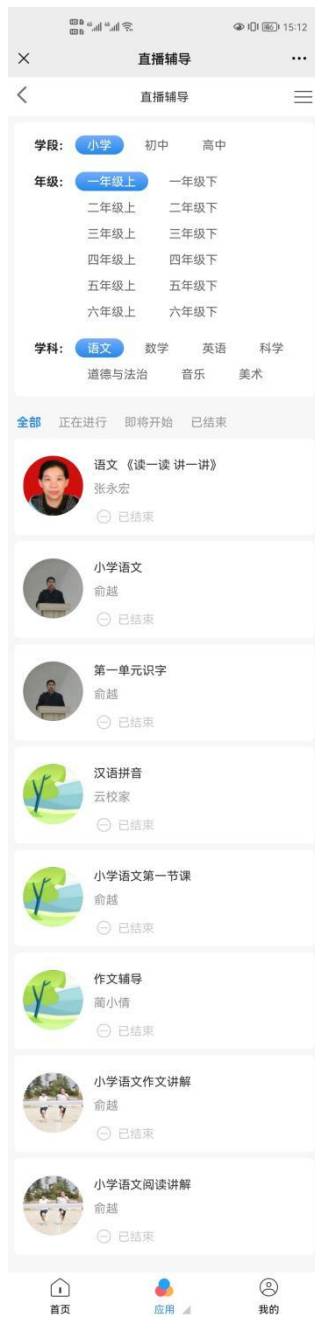 15:12
直播辅导
直播辅导
学段： 小学 初中 高中
年级： 一年级上 一年级下
二年级上 二年级下
三年级上 三年级下
四年级上 四年级下
五年级上 五年级下
六年级上 六年级下
学科： 语文 数学 英语 科学
道德与法治 音乐 美术
全部 正在进行 即将开始 已结束
语文 《读一读 讲一讲》
张永宏
已结束
小学语文
俞越
已结束
第一单元识字
俞越
已结束
汉语拼音
云校家
已结束
小学语文第一节课
俞越
已结束
作文辅导
蔺小倩
已结束
小学语文作文讲解
俞越
已结束
小学语文阅读讲解
俞越
已结束
首页 应用 我的